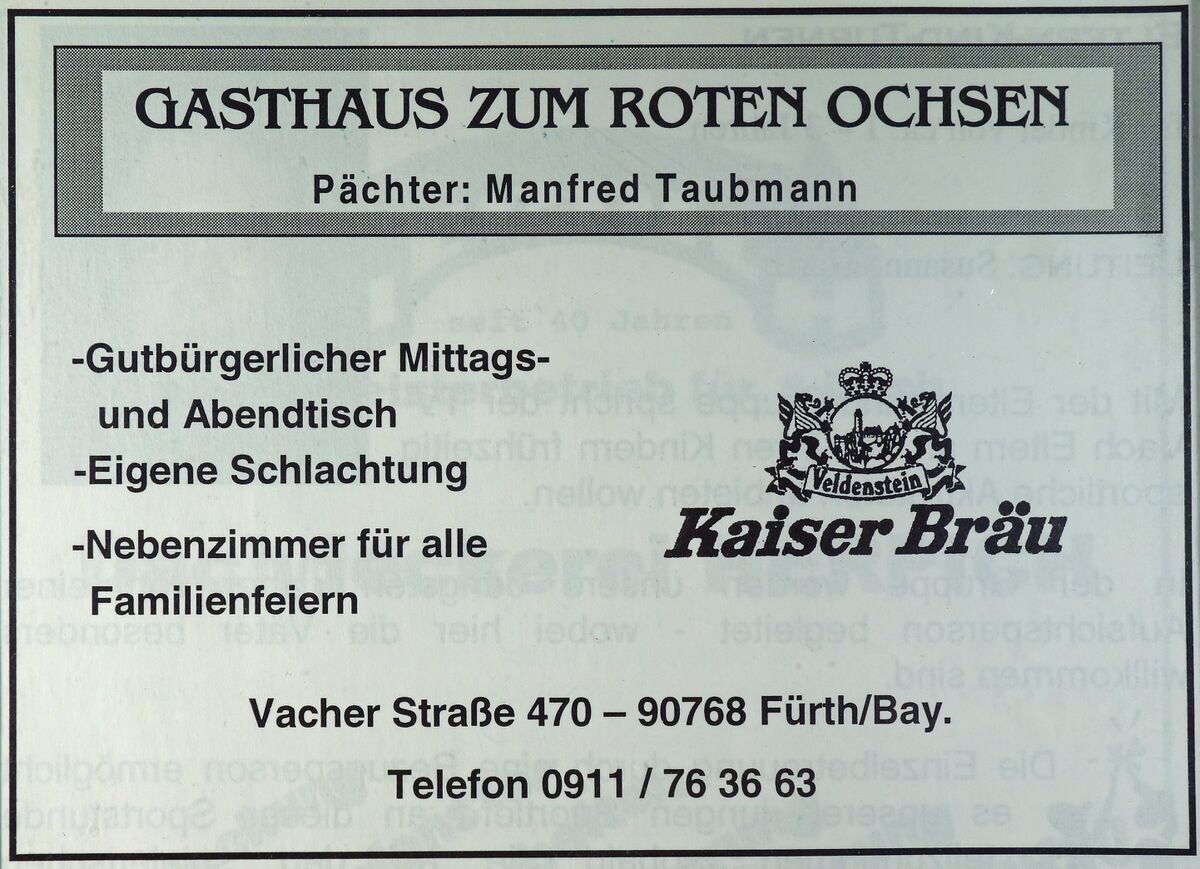 GASTHAUS ZUM ROTEN OCHSEN
Pächter: Manfred Taubmann
-Gutbürgerlicher Mittags-
und Abendtisch
-Eigene Schlachtung
-Nebenzimmer für alle
Familienfeiern
Veldenstein
Kaiser Bräu
Vacher Straße 470 – 90768 Fürth/Bay.
Telefon 0911 / 76 36 63